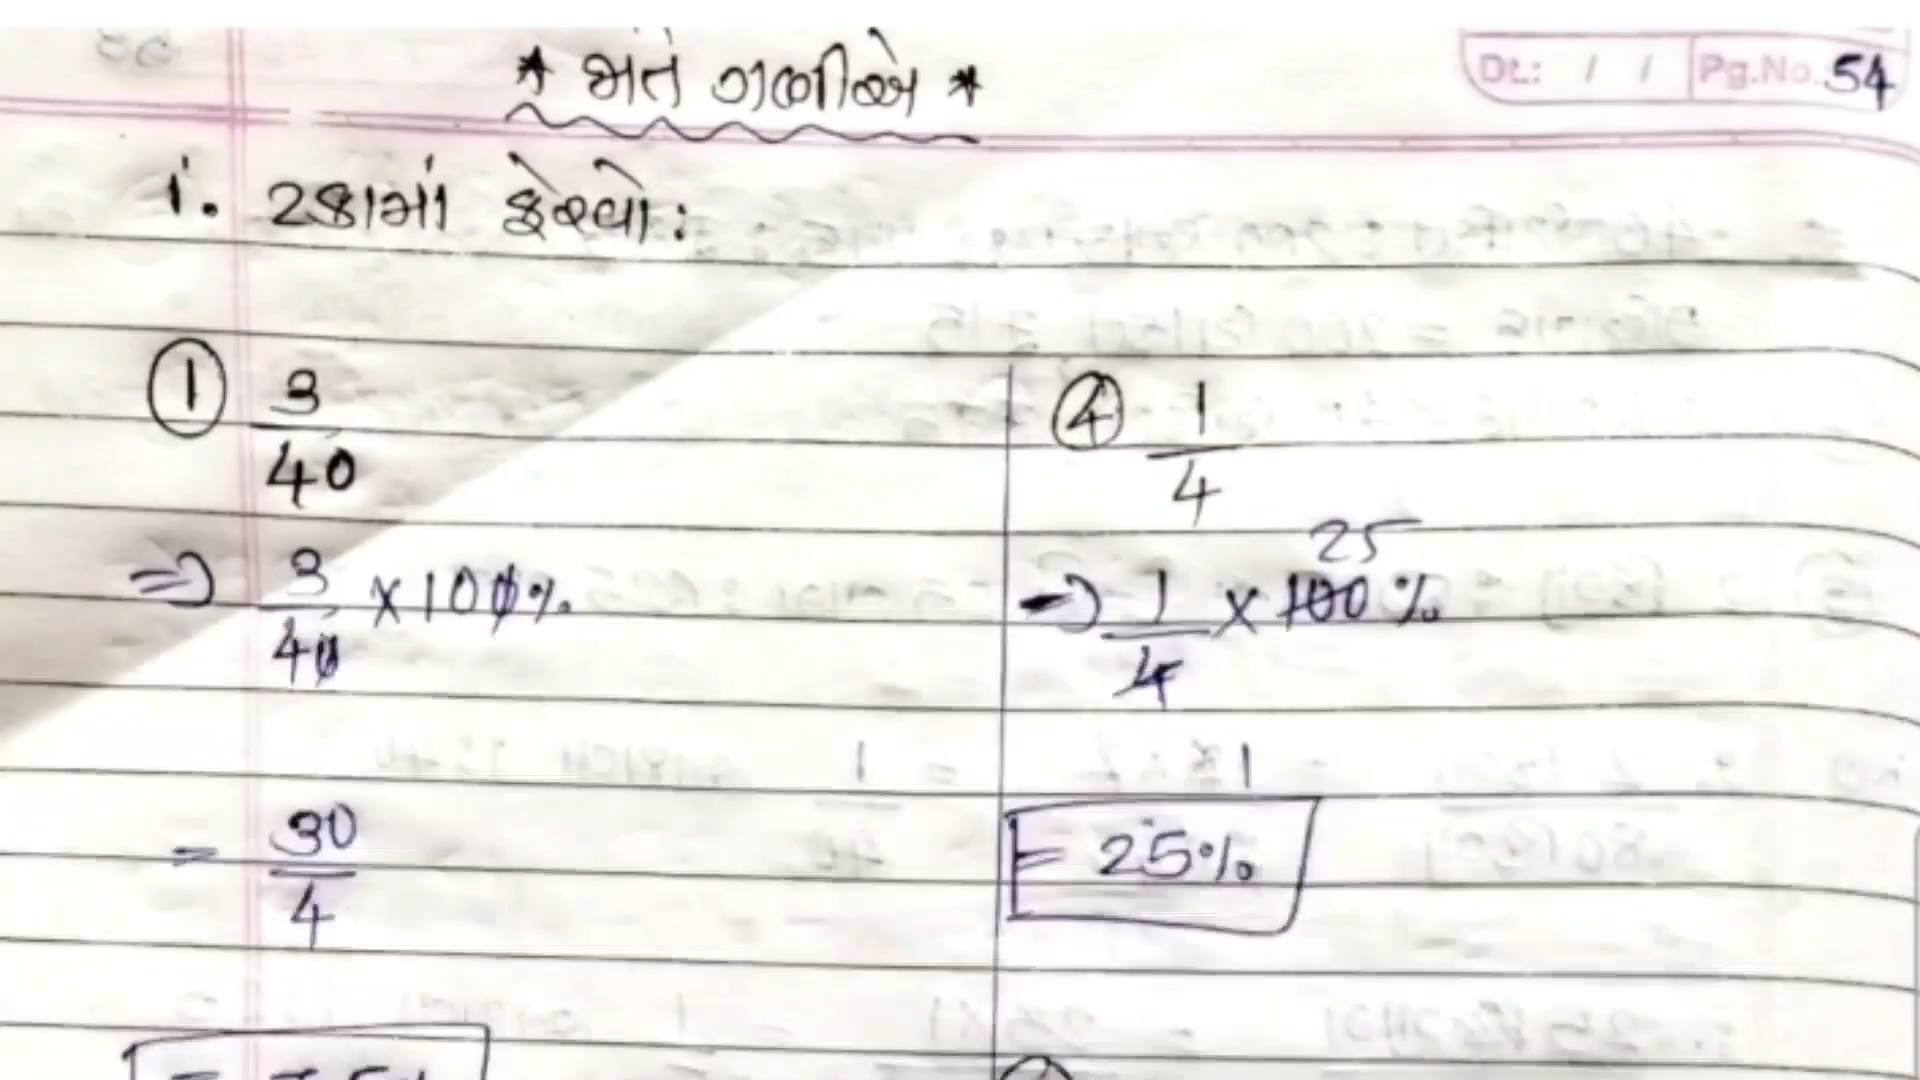 Dt.: / / Pg.No. 54
* જાતે ગણીએ *
1. ટકામાં ફેરવો:
① 3/40
⇒ 3/40 × 100%
= 30/4
④ 1/4
⇒ 1/4 × 100% 25
= 25%